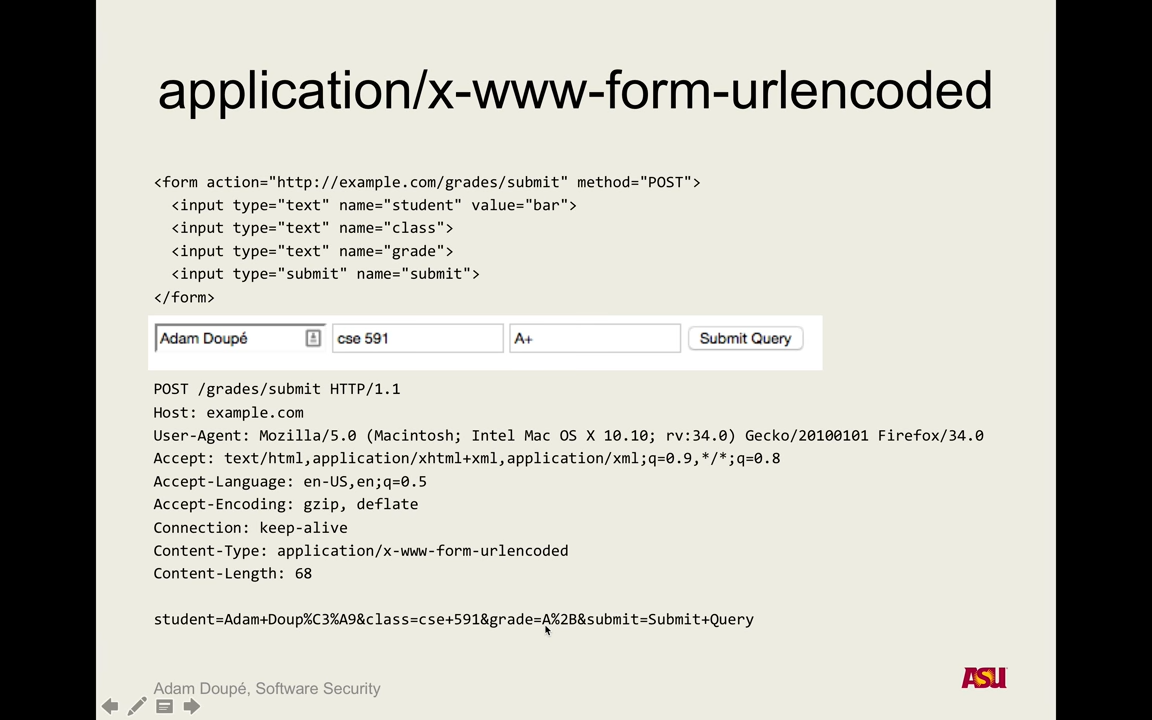 application/x-www-form-urlencoded
<form action="http://example.com/grades/submit" method="POST">
<input type="text" name="student" value="bar">
<input type="text" name="class">
<input type="text" name="grade">
<input type="submit" name="submit">
</form>
Adam Doupé cse 591 A+ Submit Query
POST /grades/submit HTTP/1.1
Host: example.com
User-Agent: Mozilla/5.0 (Macintosh; Intel Mac OS X 10.10; rv:34.0) Gecko/20100101 Firefox/34.0
Accept: text/html,application/xhtml+xml,application/xml;q=0.9,*/*;q=0.8
Accept-Language: en-US,en;q=0.5
Accept-Encoding: gzip, deflate
Connection: keep-alive
Content-Type: application/x-www-form-urlencoded
Content-Length: 68
student=Adam+Doup%C3%A9&class=cse+591&grade=A%2B&submit=Submit+Query
Adam Doupé, Software Security
ASU